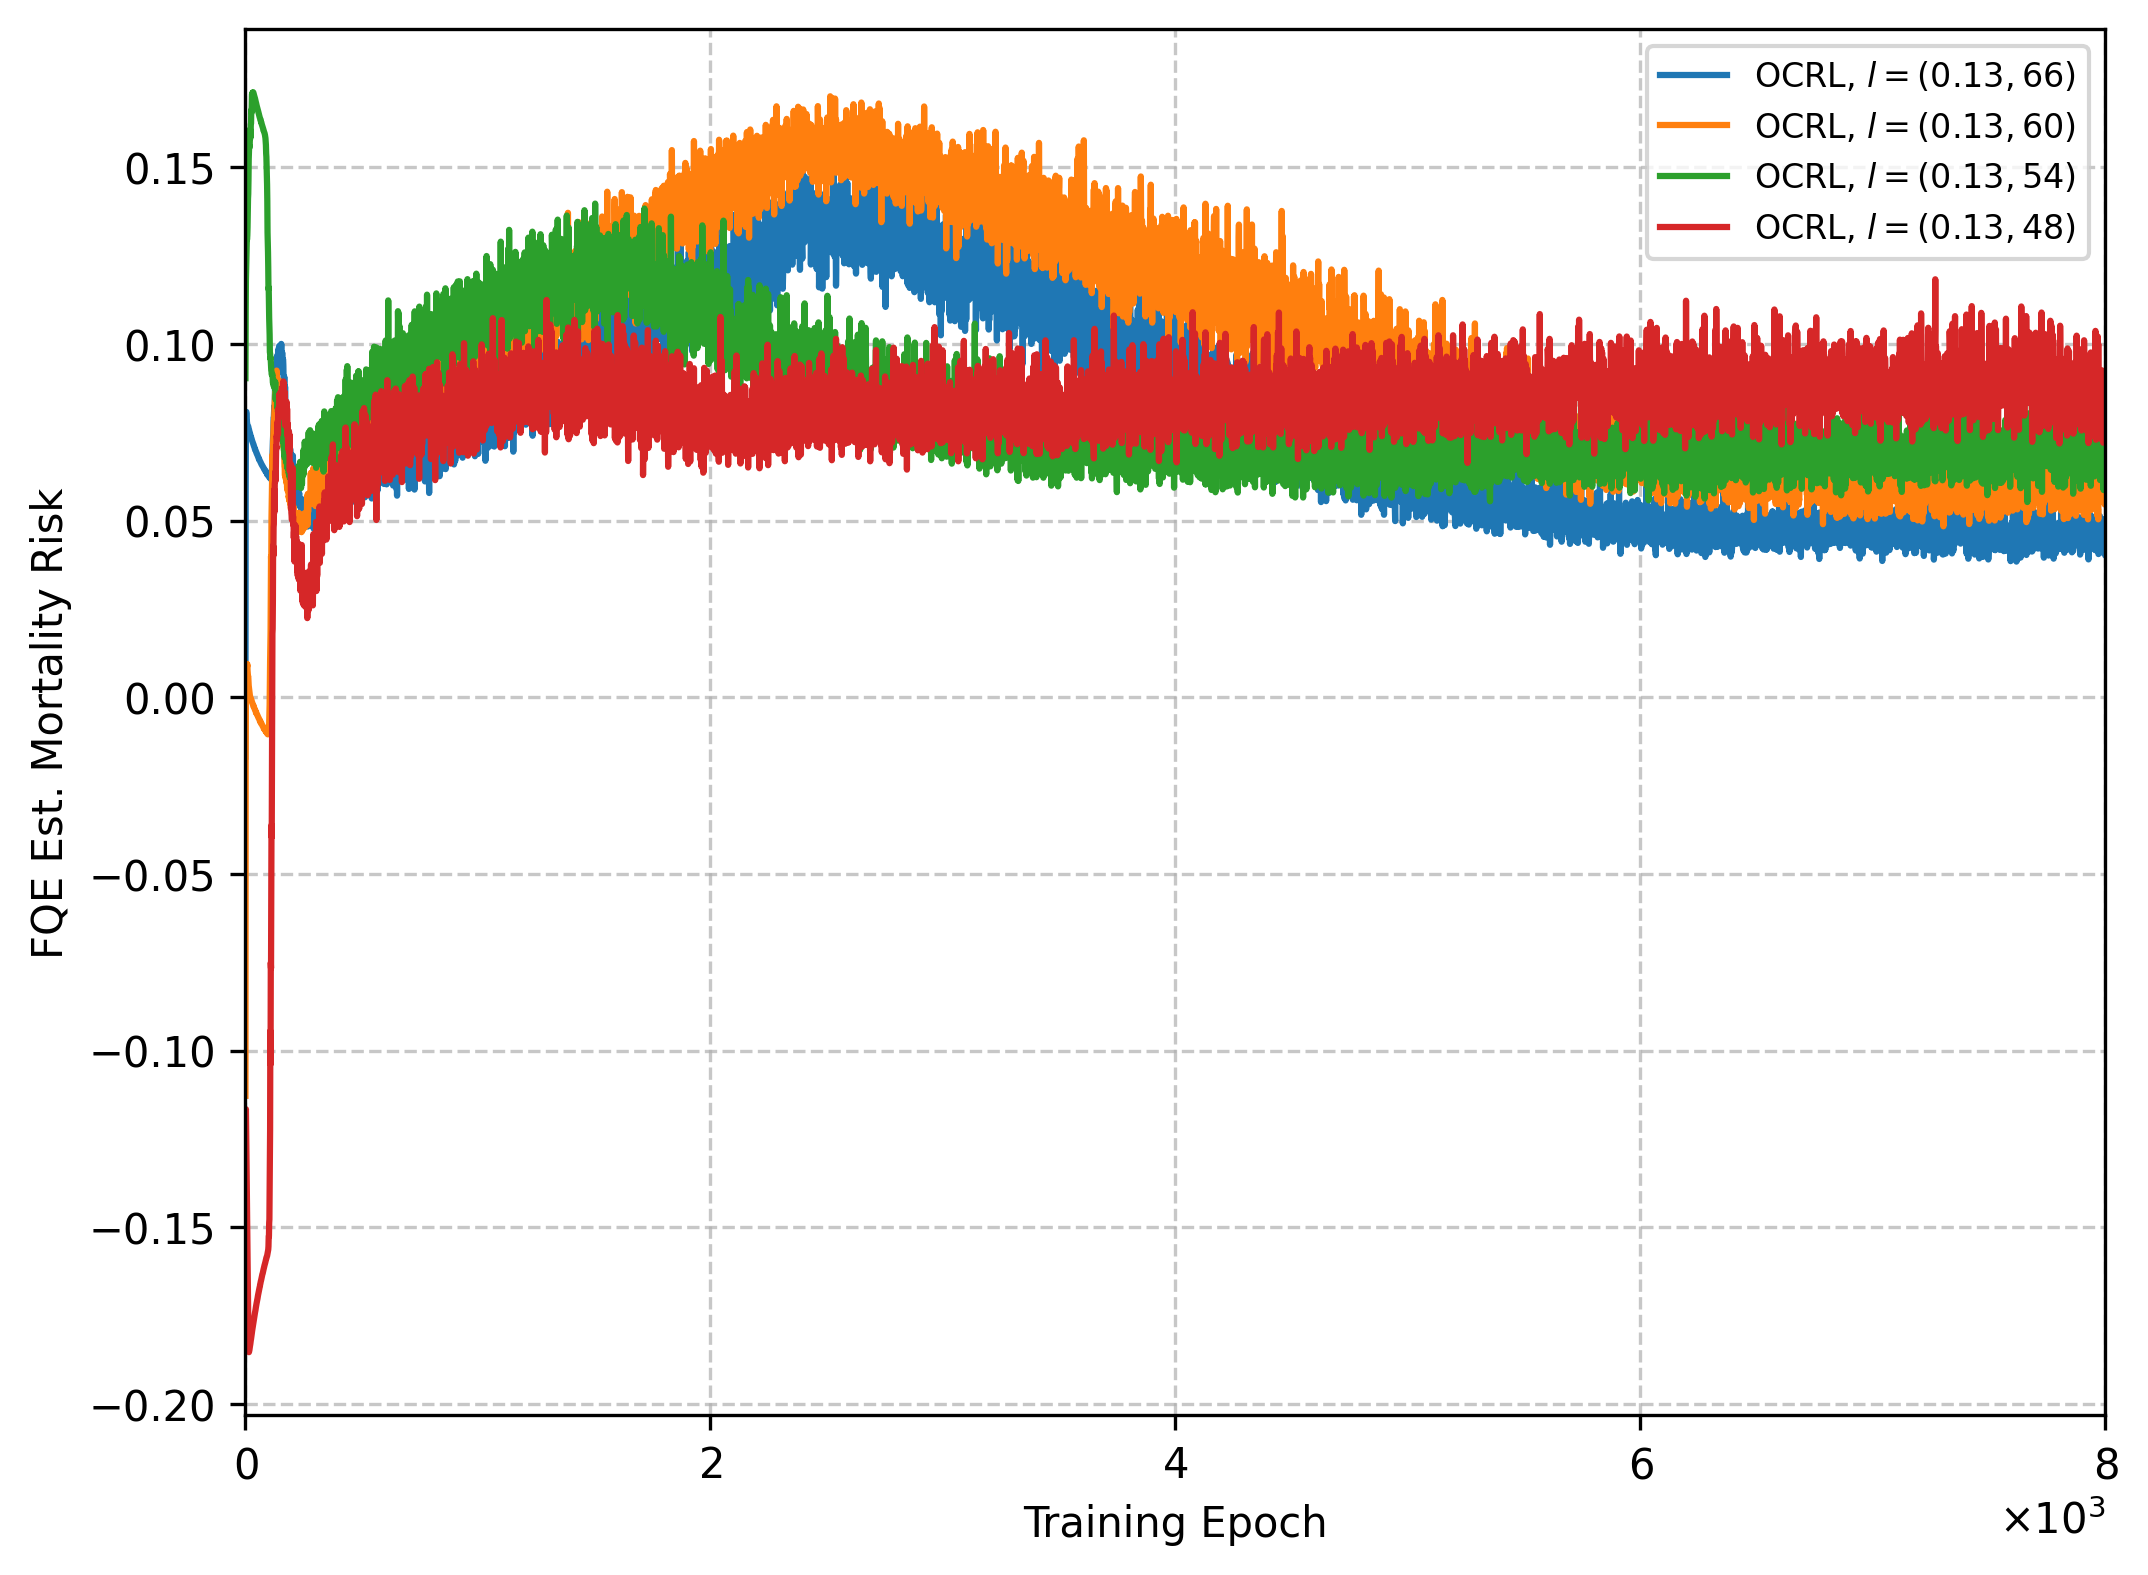 OCRL, l = (0.13, 66)
OCRL, l = (0.13, 60)
OCRL, l = (0.13, 54)
OCRL, l = (0.13, 48)
FQE Est. Mortality Risk
0.15
0.10
0.05
0.00
−0.05
−0.10
−0.15
−0.20
0 2 4 6 8
×10³
Training Epoch